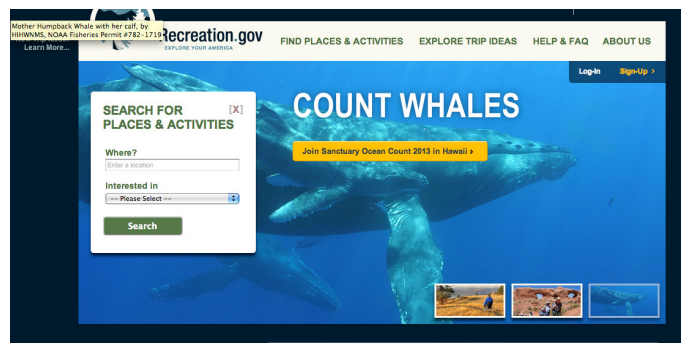 Mother Humpback Whale with her calf, by
HIHWNMS, NOAA Fisheries Permit #782-1719
Learn More...
Recreation.gov
EXPLORE YOUR AMERICA
FIND PLACES & ACTIVITIES
EXPLORE TRIP IDEAS
HELP & FAQ
ABOUT US
Log-In
Sign-Up ›
SEARCH FOR [X]
PLACES & ACTIVITIES
Where?
Enter a location
Interested in
-- Please Select --
Search
COUNT WHALES
Join Sanctuary Ocean Count 2013 in Hawaii ›